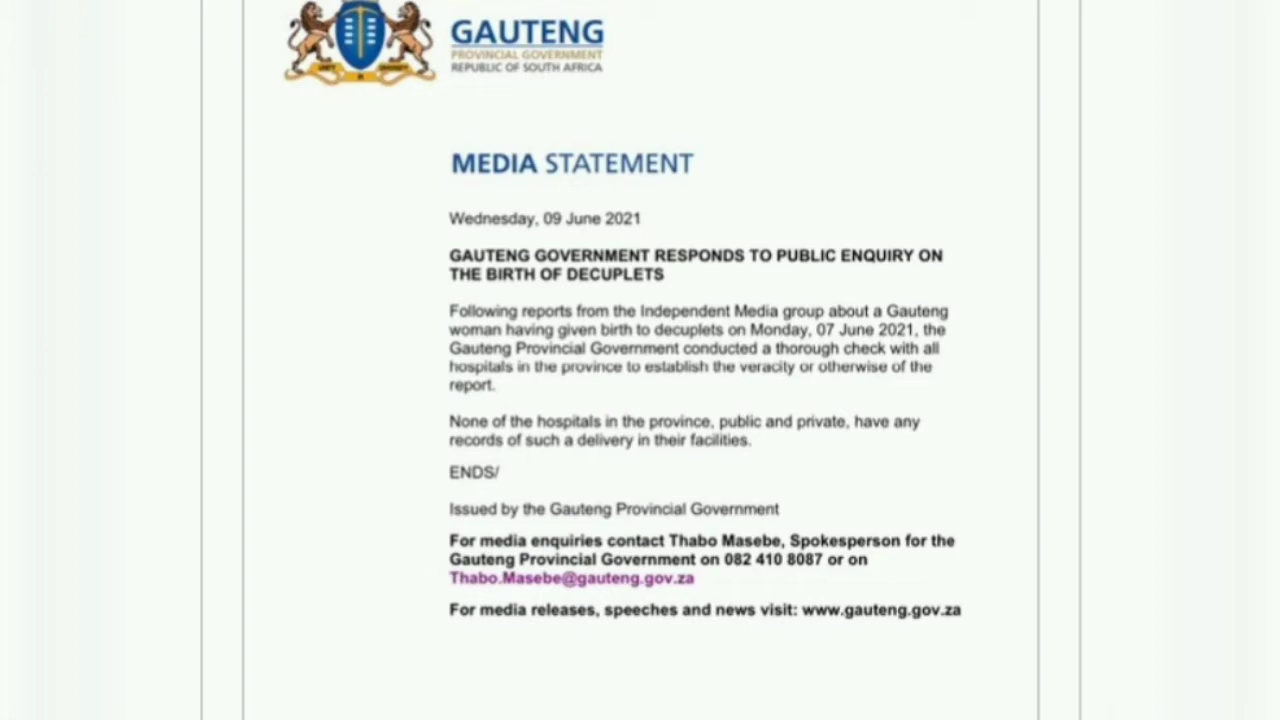 GAUTENG
PROVINCIAL GOVERNMENT
REPUBLIC OF SOUTH AFRICA
MEDIA STATEMENT
Wednesday, 09 June 2021
GAUTENG GOVERNMENT RESPONDS TO PUBLIC ENQUIRY ON
THE BIRTH OF DECUPLETS
Following reports from the Independent Media group about a Gauteng
woman having given birth to decuplets on Monday, 07 June 2021, the
Gauteng Provincial Government conducted a thorough check with all
hospitals in the province to establish the veracity or otherwise of the
report.
None of the hospitals in the province, public and private, have any
records of such a delivery in their facilities.
ENDS/
Issued by the Gauteng Provincial Government
For media enquiries contact Thabo Masebe, Spokesperson for the
Gauteng Provincial Government on 082 410 8087 or on
Thabo.Masebe@gauteng.gov.za
For media releases, speeches and news visit: www.gauteng.gov.za